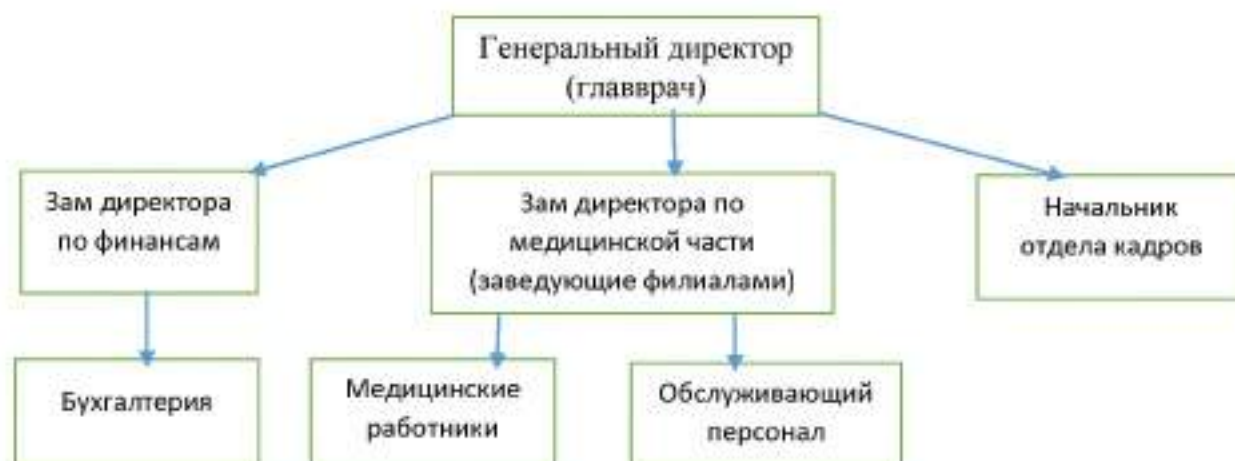 Генеральный директор
(главврач)
Зам директора
по финансам
Зам директора по
медицинской части
(заведующие филиалами)
Начальник
отдела кадров
Бухгалтерия
Медицинские
работники
Обслуживающий
персонал